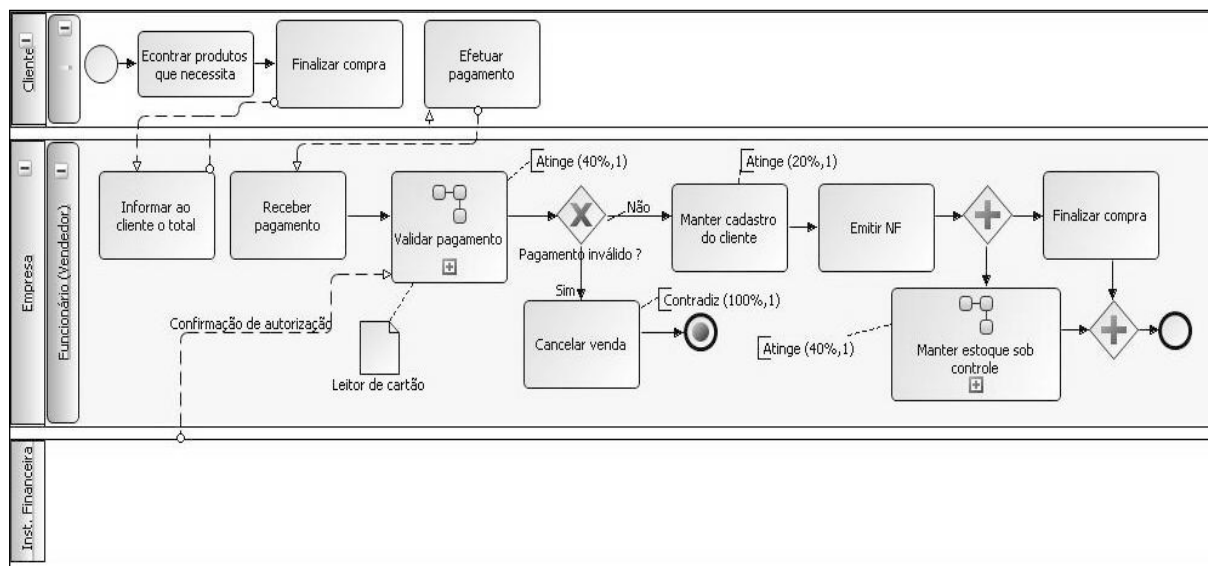 Cliente
Econtrar produtos
que necesita
Finalizar compra
Efetuar
pagamento
Empresa
Funcionário (Vendedor)
Informar ao
cliente o total
Receber
pagamento
Validar pagamento
Atinge (40%,1)
Pagamento inválido ?
Não
Sim
Atinge (20%,1)
Manter cadastro
do cliente
Emitir NF
Finalizar compra
Contradiz (100%,1)
Cancelar venda
Atinge (40%,1)
Manter estoque sob
controle
Confirmação de autorização
Leitor de cartão
Inst. Financeira